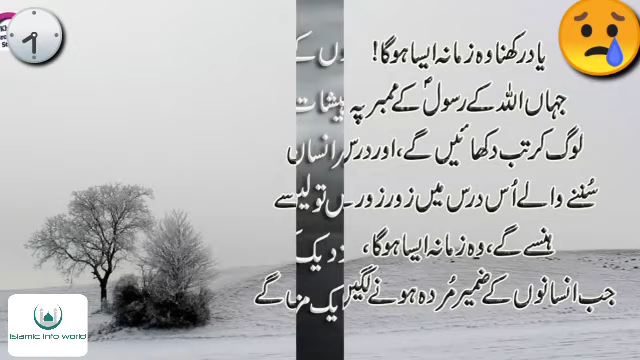 یاد رکھنا وہ زمانہ ایسا ہوگا!
جہاں اللہ کے رسولؐ کے ممبر پہ
لوگ کرتب دکھائیں گے، اور درس
سُننے والے اُس درس میں زور زور سے
ہنسے گے، وہ زمانہ ایسا ہوگا،
جب انسانوں کے ضمیر مُردہ ہونے لگیں گے
islamic info world